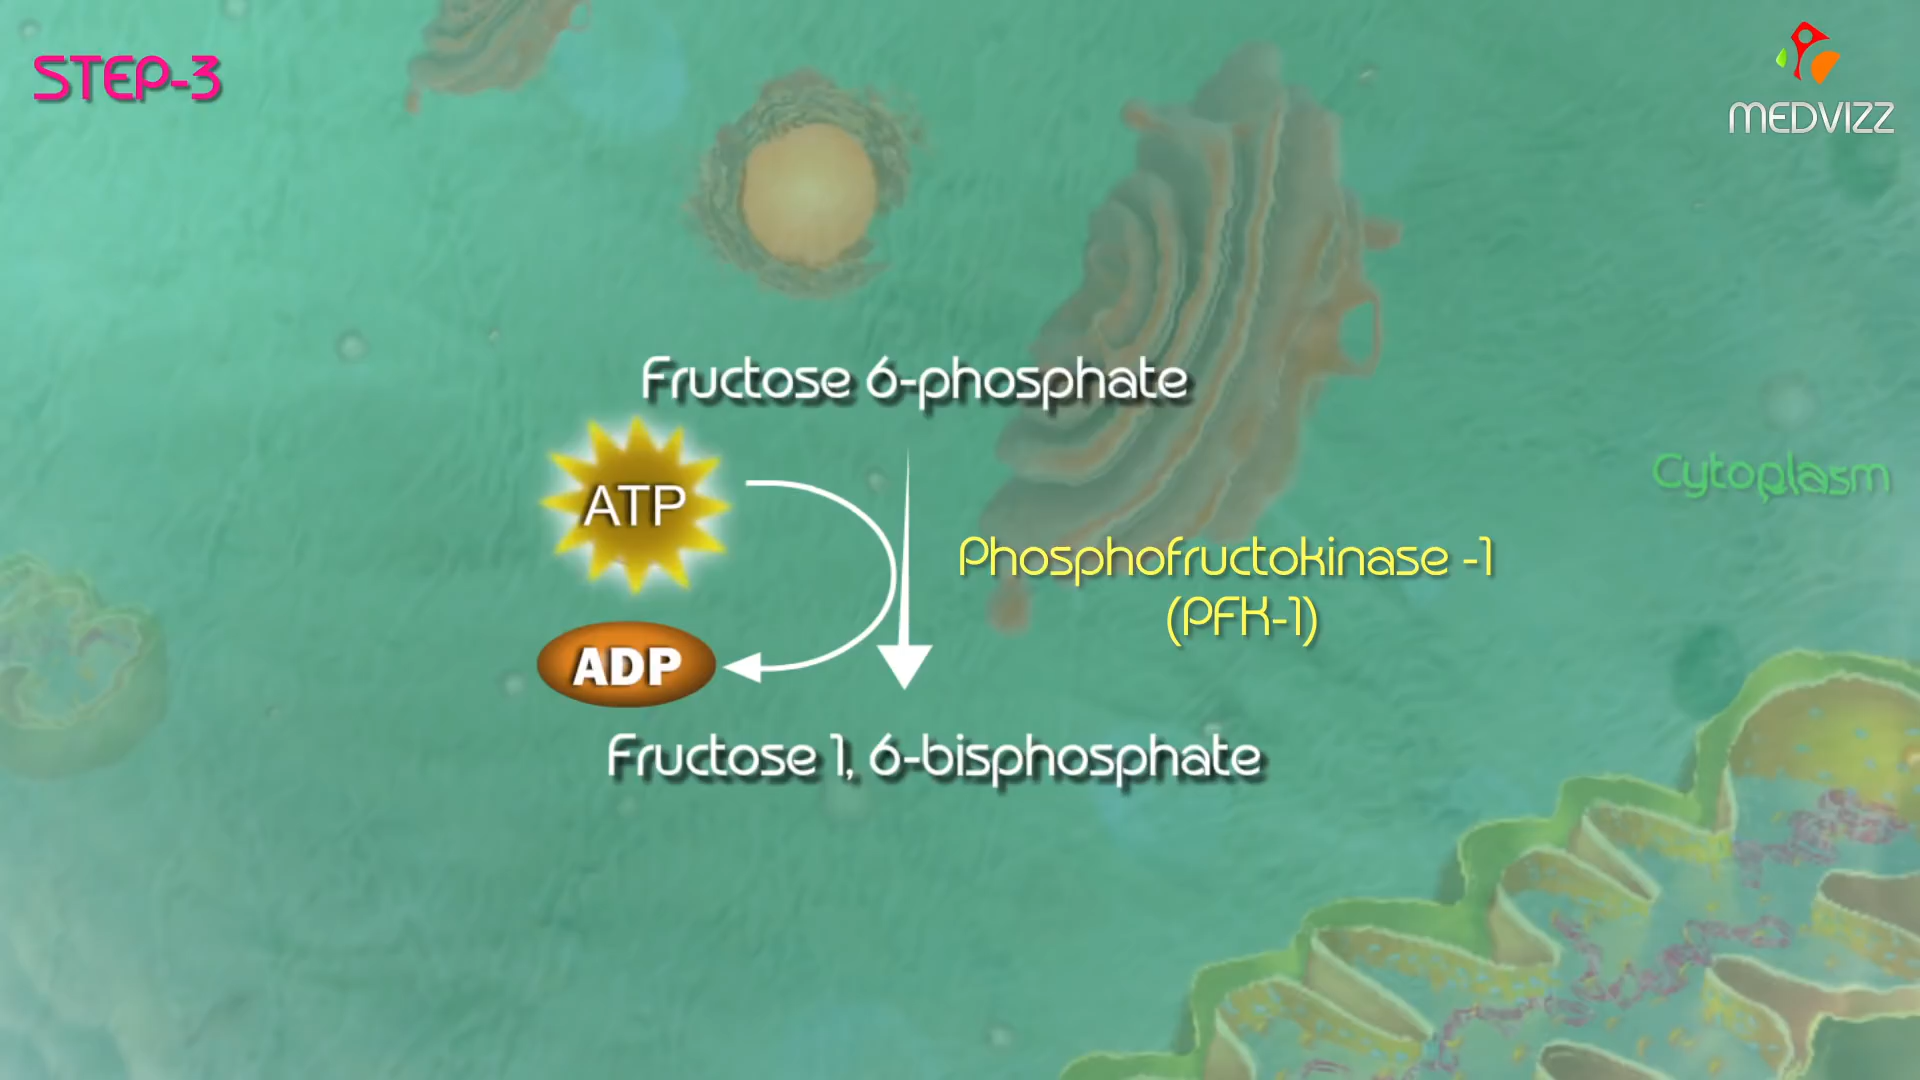 STEP-3
MEDVIZZ
Fructose 6-phosphate
ATP
Cytoplasm
Phosphofructokinase -1
(PFK-1)
ADP
Fructose 1, 6-bisphosphate